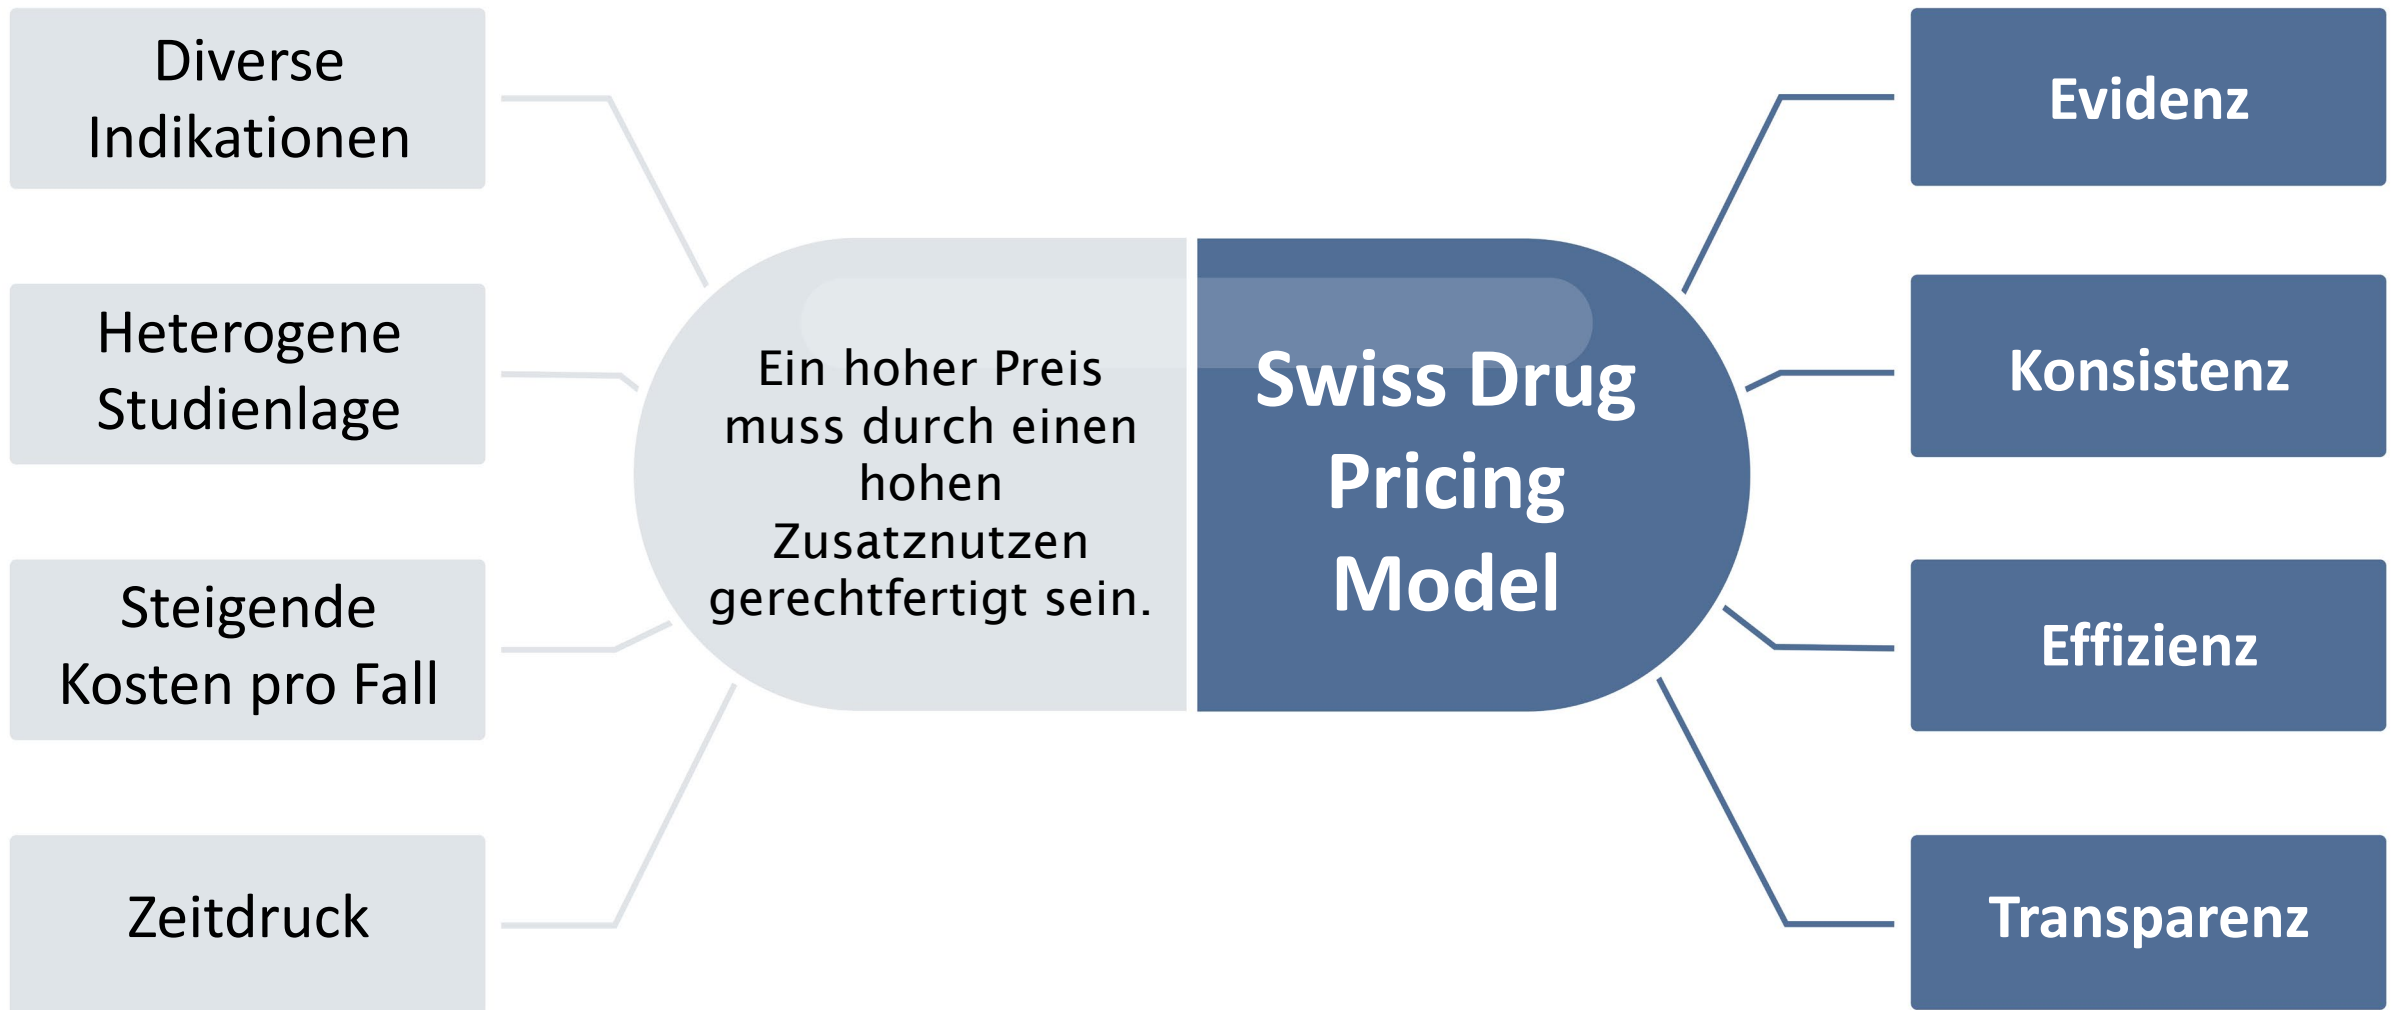 Diverse
Indikationen
Heterogene
Studienlage
Steigende
Kosten pro Fall
Zeitdruck
Ein hoher Preis
muss durch einen
hohen
Zusatznutzen
gerechtfertigt sein.
Swiss Drug
Pricing
Model
Evidenz
Konsistenz
Effizienz
Transparenz